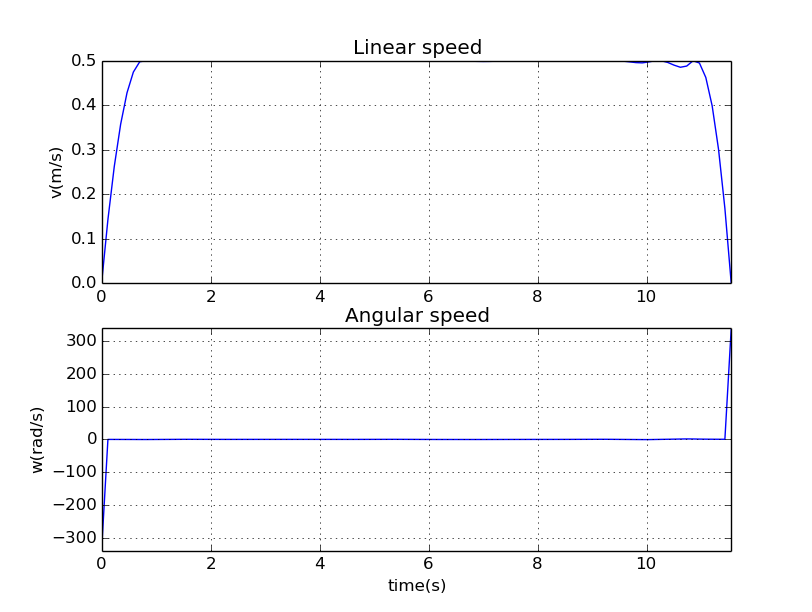 Linear speed
0.5
0.4
0.3
0.2
0.1
0.0
v(m/s)
0 2 4 6 8 10
Angular speed
300
200
100
0
−100
−200
−300
w(rad/s)
0 2 4 6 8 10
time(s)